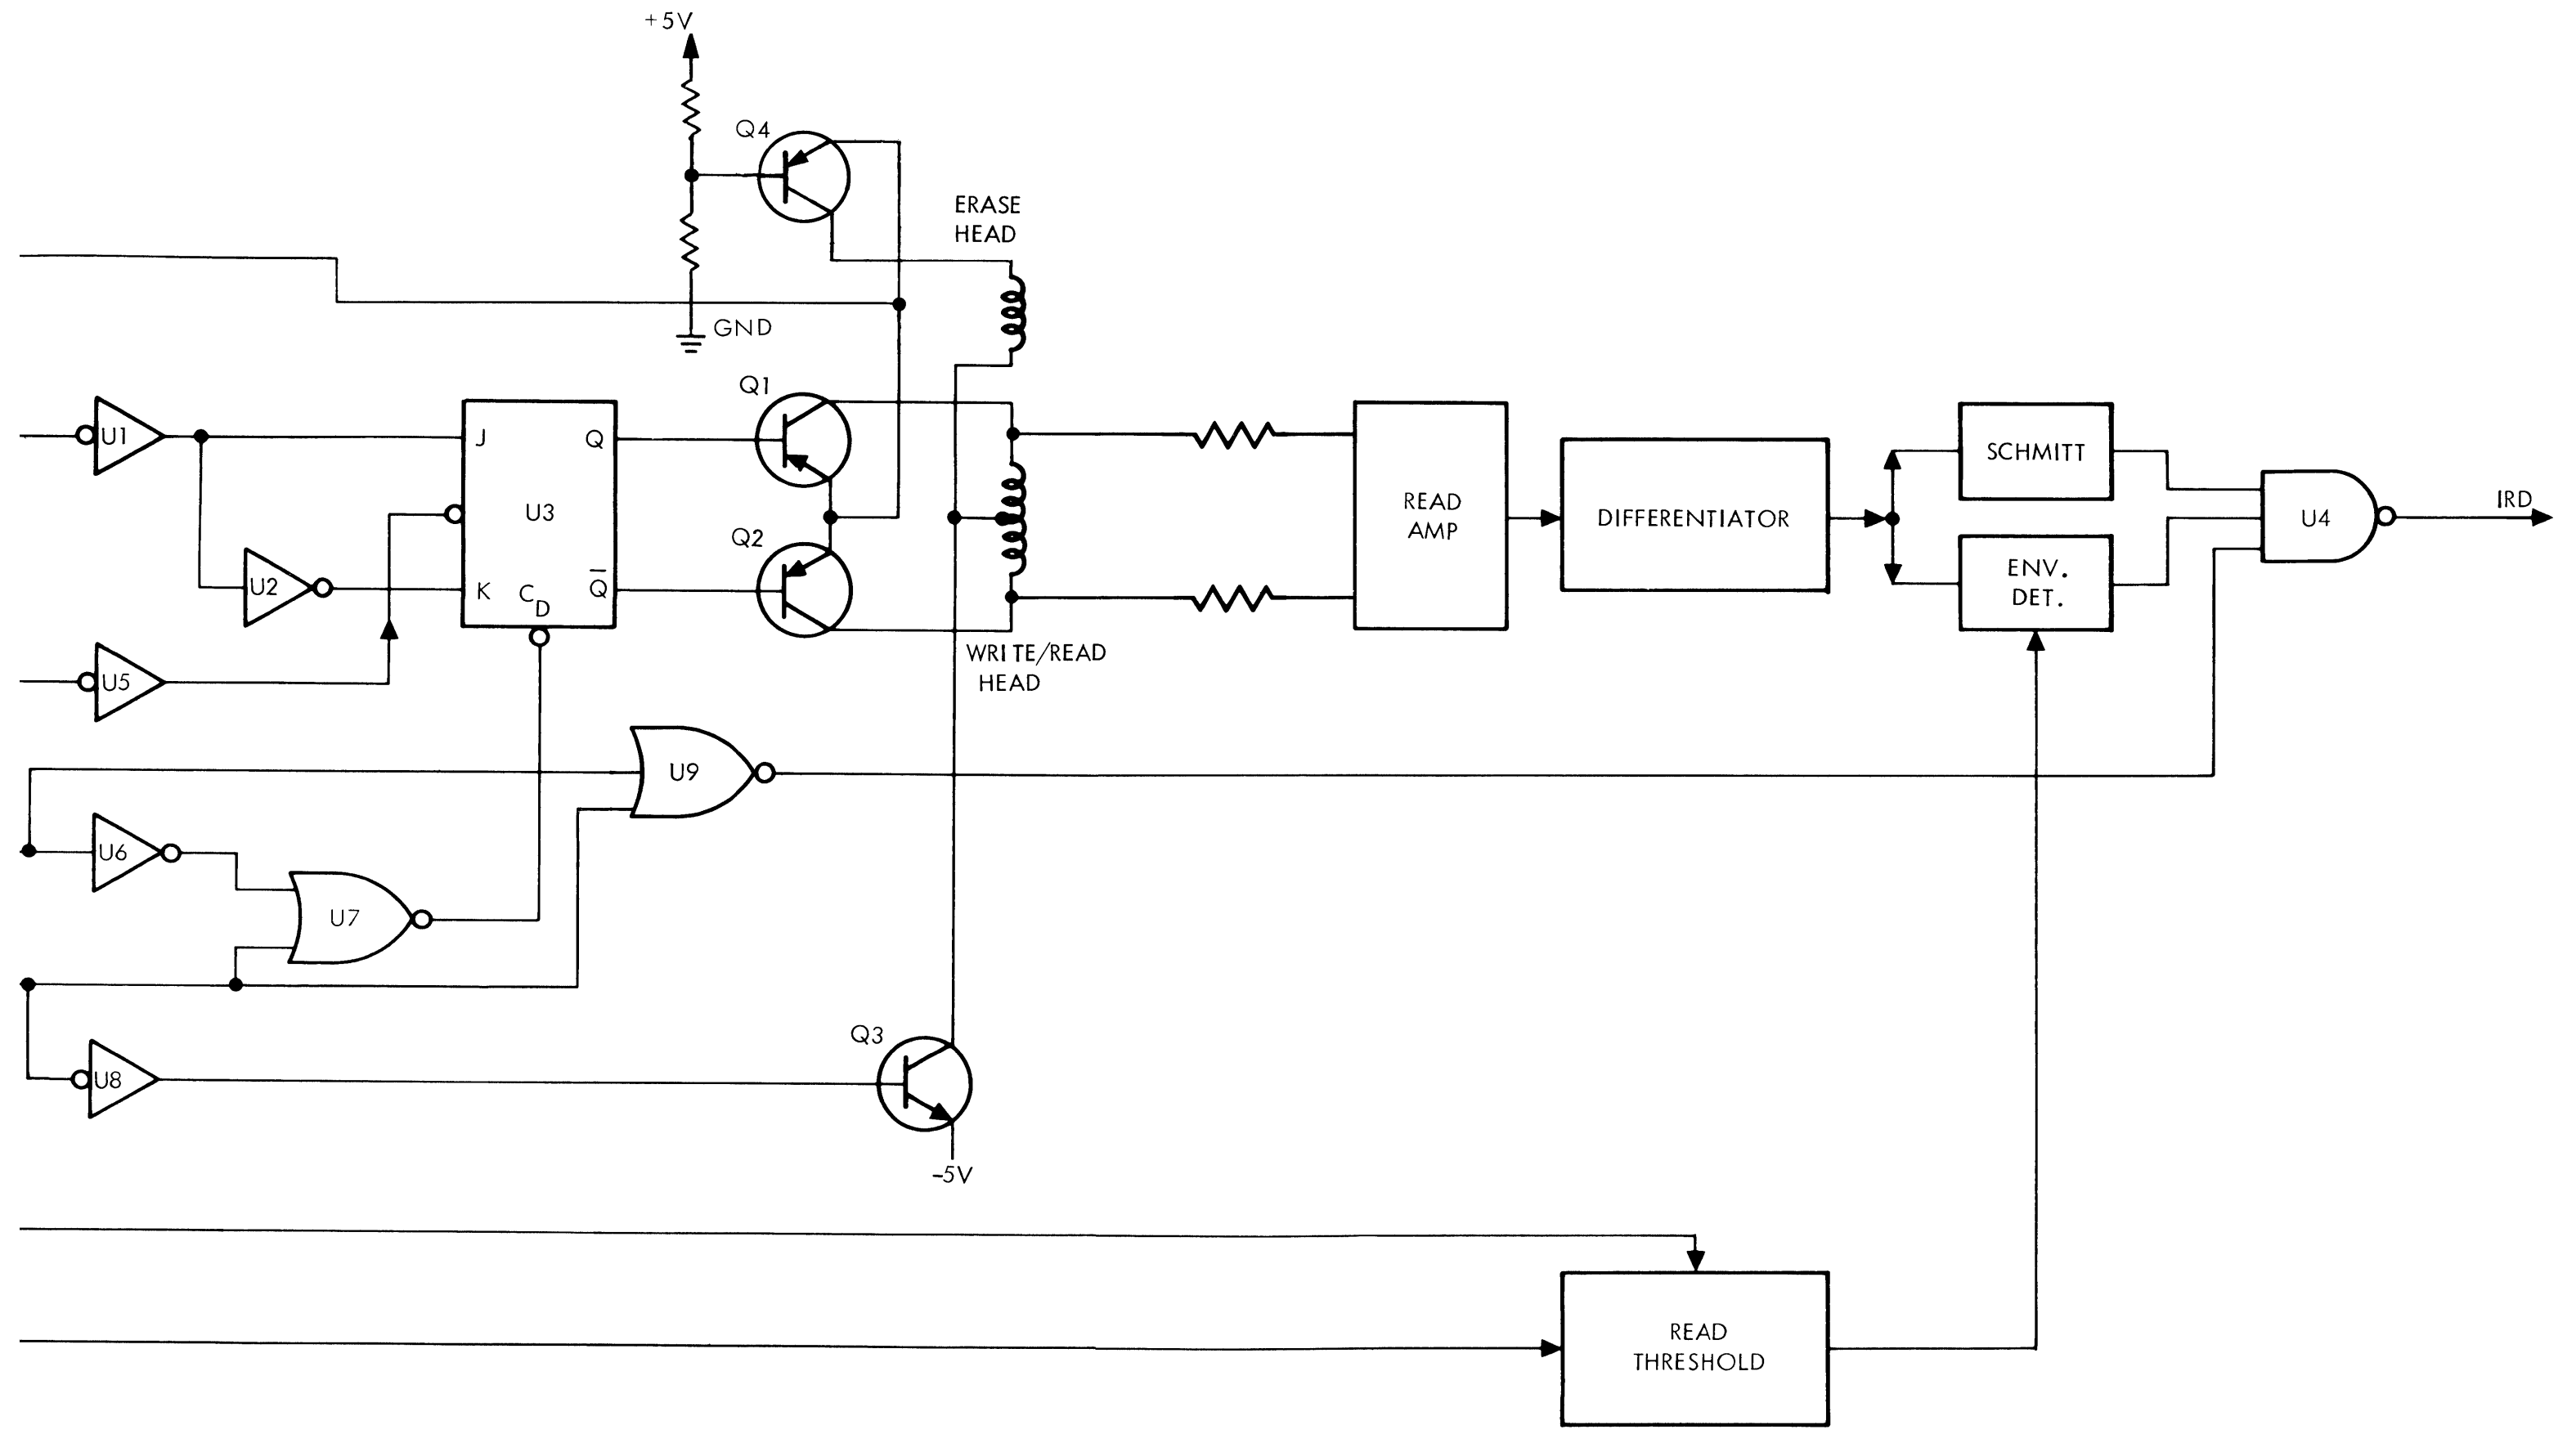 +5V
Q4
ERASE
HEAD
GND
Q1
U1
J
Q
READ
AMP
DIFFERENTIATOR
SCHMITT
IRD
U4
U3
Q2
U2
K
C_D
Q̅
ENV.
DET.
U5
WRITE/READ
HEAD
U9
U6
U7
Q3
U8
-5V
READ
THRESHOLD